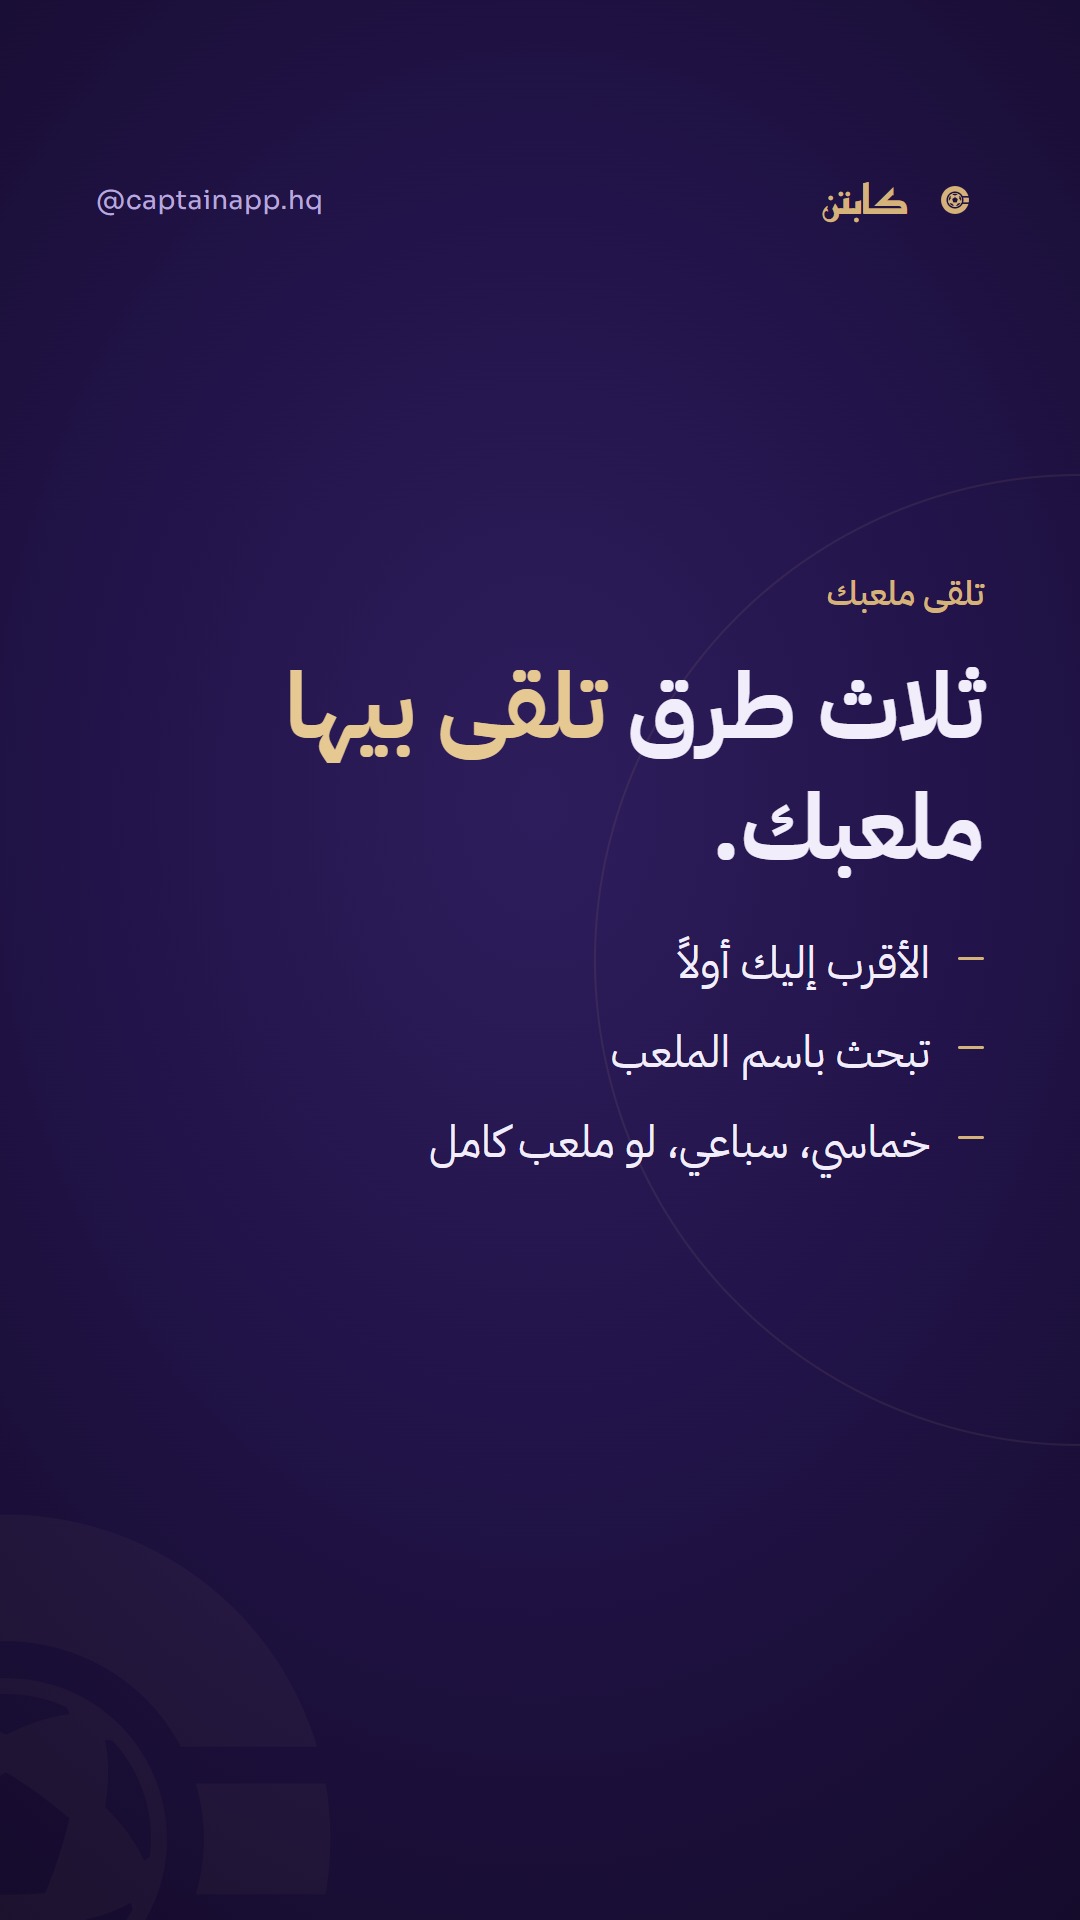 كابتن
@captainapp.hq
تلقى ملعبك
ثلاث طرق تلقى بيها
ملعبك.
الأقرب إليك أولاً
تبحث باسم الملعب
خماسي، سباعي، لو ملعب كامل